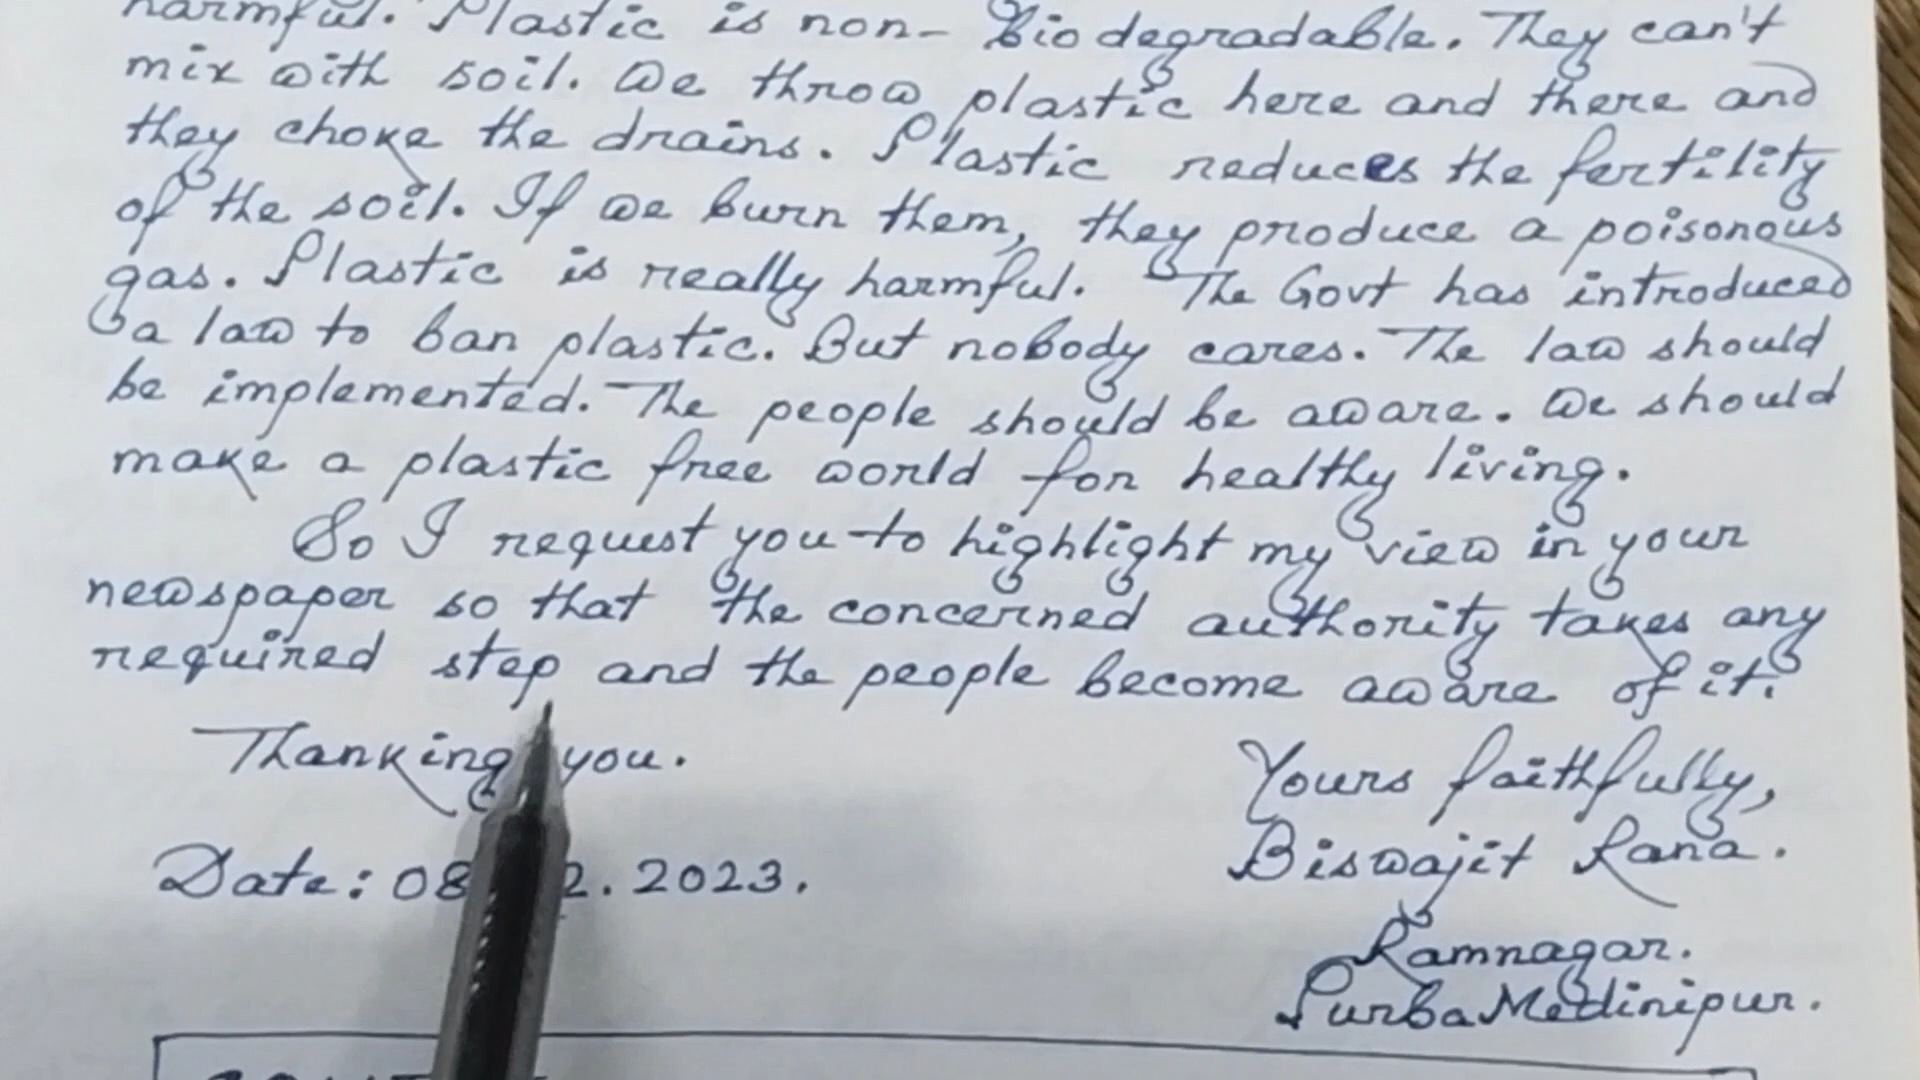 harmful. Plastic is non- Biodegradable. They can't
mix with soil. We throw plastic here and there and
they choke the drains. Plastic reduces the fertility
of the soil. If we burn them, they produce a poisonous
gas. Plastic is really harmful. The Govt has introduced
a law to ban plastic. But nobody cares. The law should
be implemented. The people should be aware. We should
make a plastic free world for healthy living.
So I request you to highlight my view in your
newspaper so that the concerned authority takes any
required step and the people become aware of it.
Thanking you.
Yours faithfully,
Biswajit Rana.
Date: 08 2.2023.
Ramnagar.
Purba Medinipur.